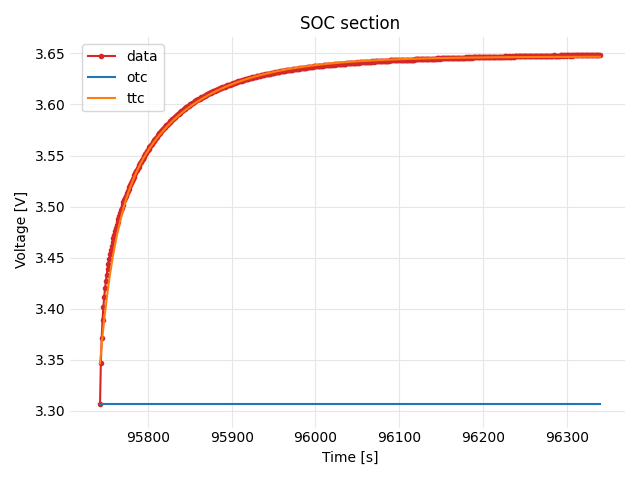 SOC section
data
otc
ttc
Voltage [V]
3.65
3.60
3.55
3.50
3.45
3.40
3.35
3.30
95800 95900 96000 96100 96200 96300
Time [s]